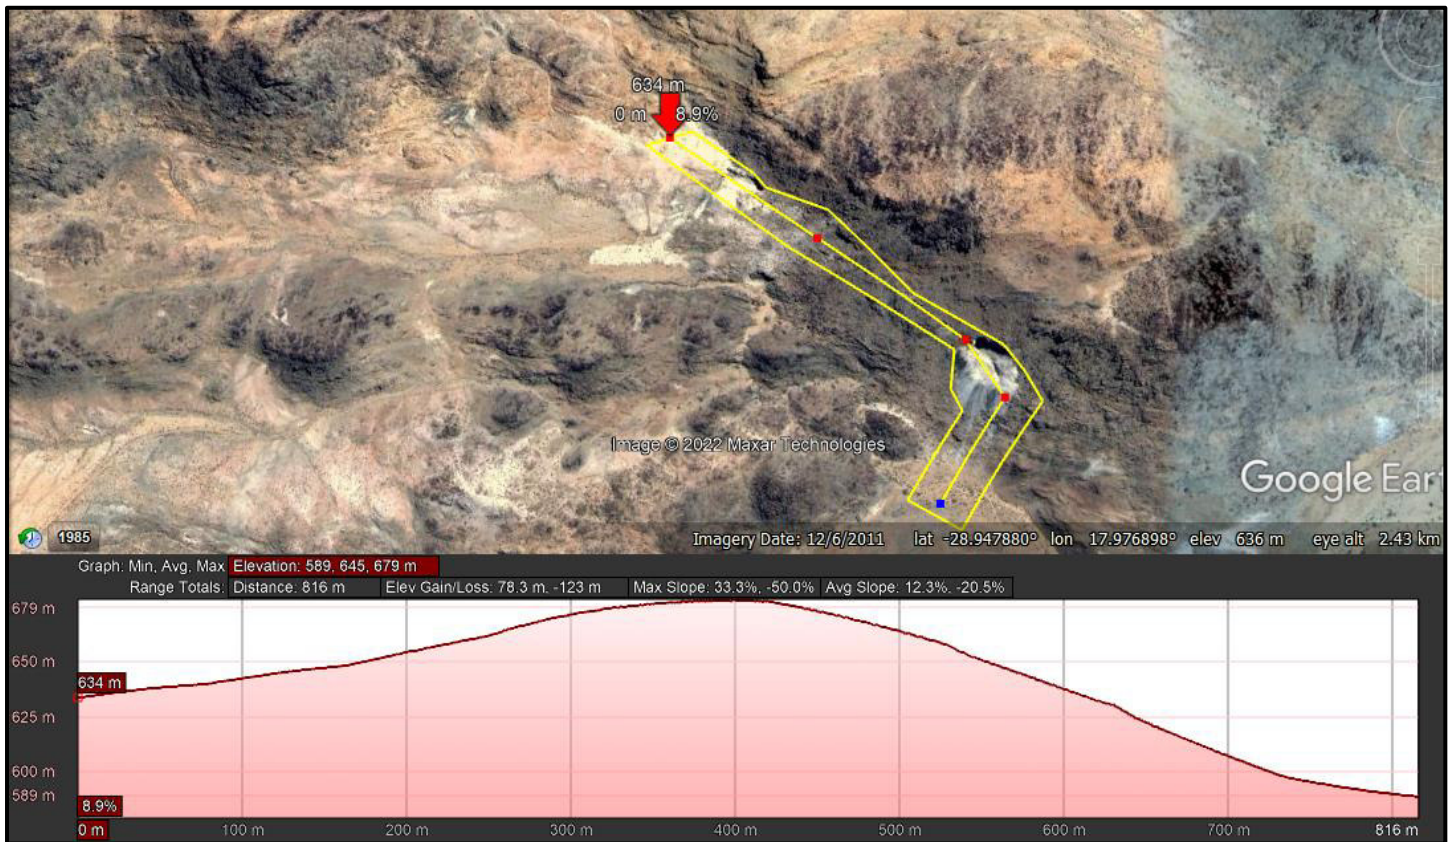 634 m
0 m 8.9%
Image © 2022 Maxar Technologies
Google Ear
1985
Imagery Date: 12/6/2011 lat -28.947880° lon 17.976898° elev 636 m eye alt 2.43 km
Graph: Min, Avg, Max Elevation: 589, 645, 679 m
Range Totals: Distance: 816 m Elev Gain/Loss: 78.3 m, -123 m Max Slope: 33.3%, -50.0% Avg Slope: 12.3%, -20.5%
679 m
650 m
634 m
625 m
600 m
589 m
8.9%
0 m 100 m 200 m 300 m 400 m 500 m 600 m 700 m 816 m